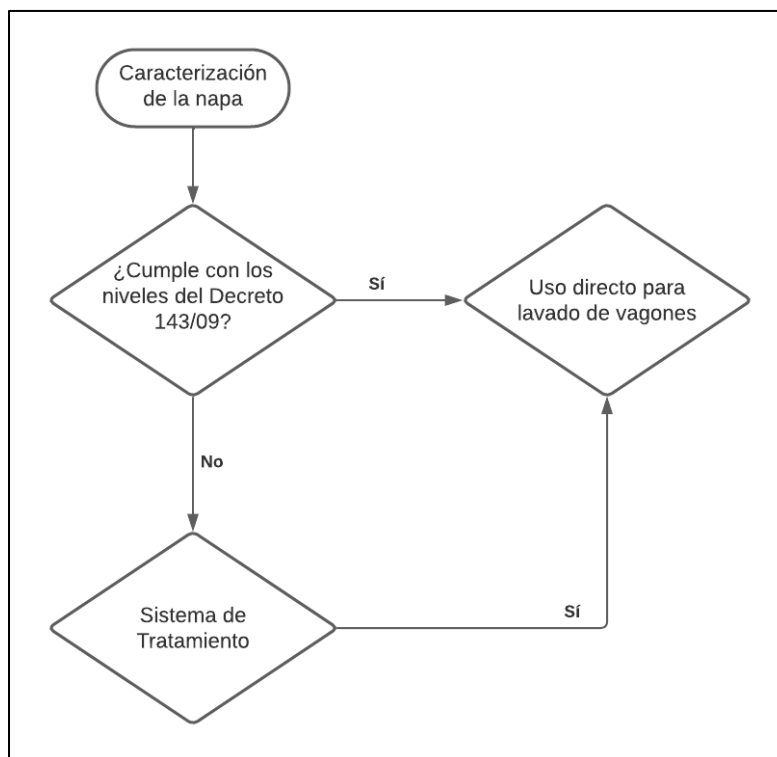 Caracterización
de la napa
¿Cumple con los
niveles del Decreto
143/09?
Sí
Uso directo para
lavado de vagones
No
Sistema de
Tratamiento
Sí